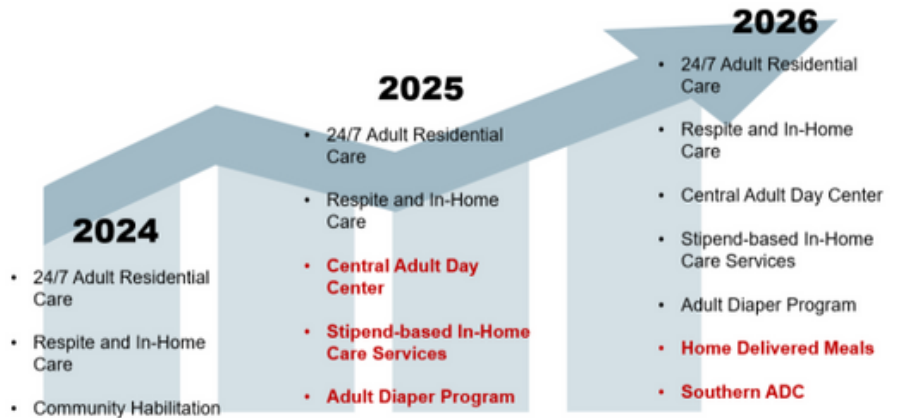 2024
• 24/7 Adult Residential
Care
• Respite and In-Home
Care
• Community Habilitation
2025
• 24/7 Adult Residential
Care
• Respite and In-Home
Care
• Central Adult Day
Center
• Stipend-based In-Home
Care Services
• Adult Diaper Program
2026
• 24/7 Adult Residential
Care
• Respite and In-Home
Care
• Central Adult Day Center
• Stipend-based In-Home
Care Services
• Adult Diaper Program
• Home Delivered Meals
• Southern ADC